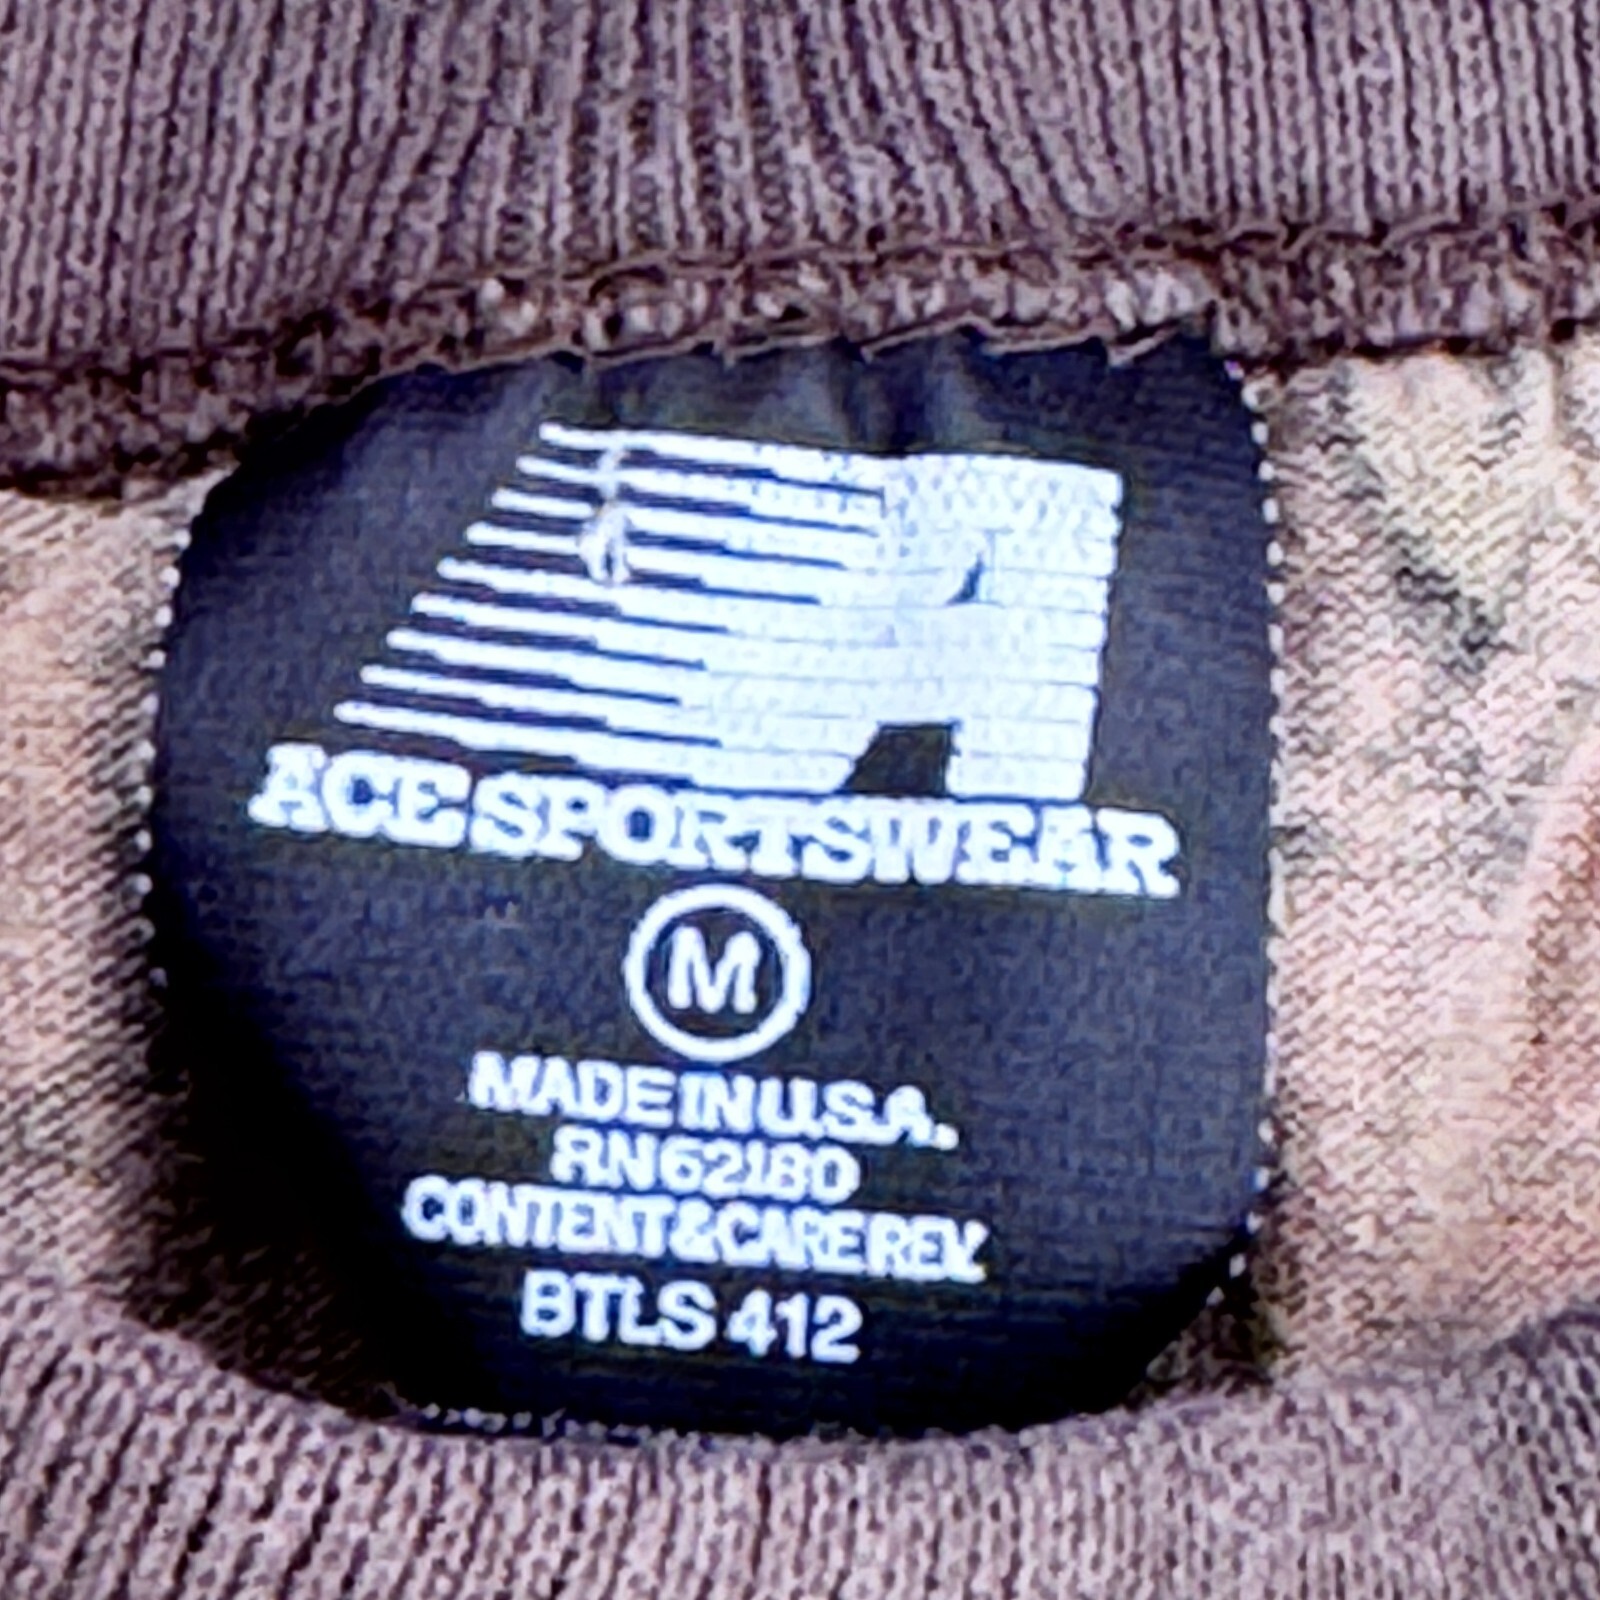 ACE SPORTSWEAR
M
MADE IN U.S.A.
RN 62180
CONTENT & CARE REV.
BTLS 412